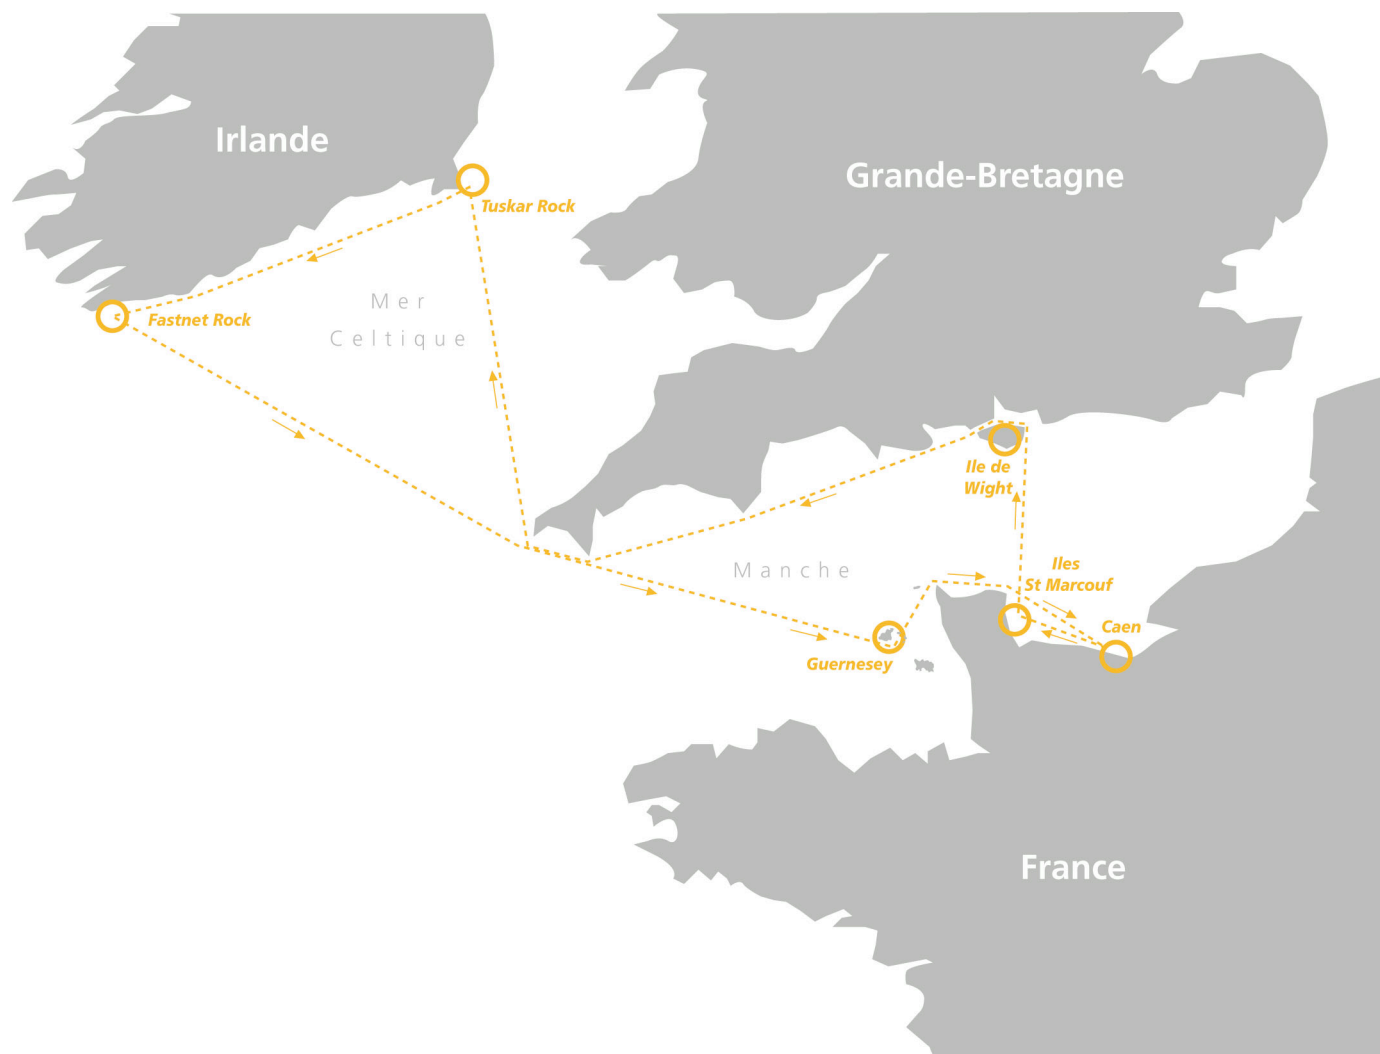 Irlande
Grande-Bretagne
Tuskar Rock
Mer
Celtique
Fastnet Rock
Ile de
Wight
Manche
Iles
St Marcouf
Caen
Guernesey
France